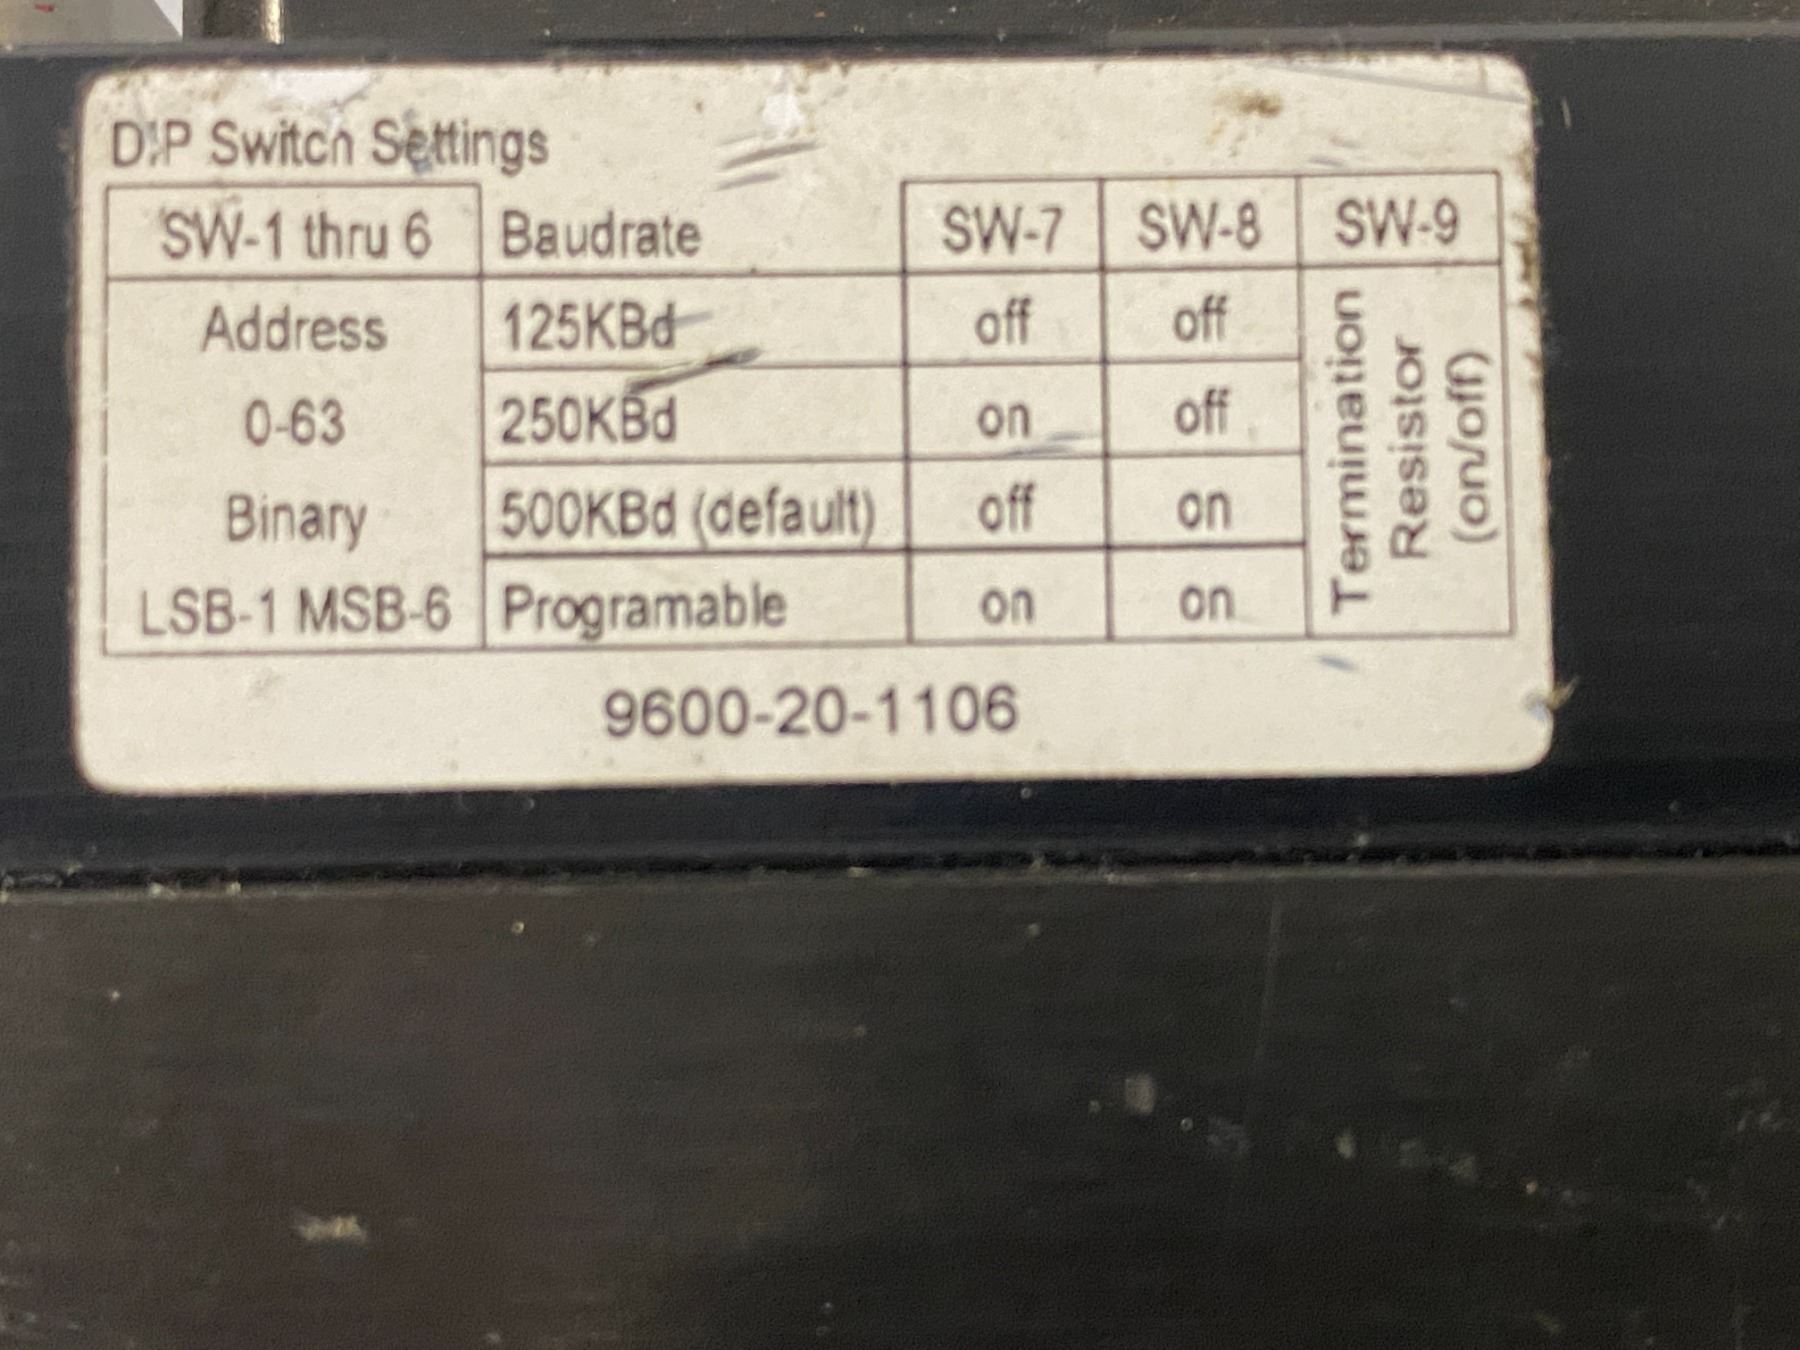 DIP Switch Settings
SW-1 thru 6 Baudrate SW-7 SW-8 SW-9
Address 125KBd off off
0-63 250KBd on off
Binary 500KBd (default) off on
LSB-1 MSB-6 Programable on on
Termination
Resistor
(on/off)
9600-20-1106